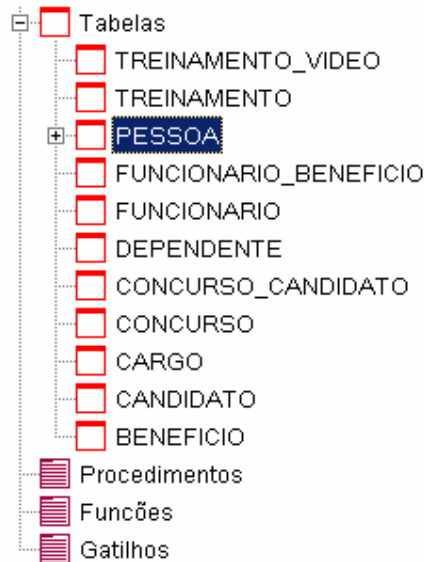 Tabelas
TREINAMENTO_VIDEO
TREINAMENTO
PESSOA
FUNCIONARIO_BENEFICIO
FUNCIONARIO
DEPENDENTE
CONCURSO_CANDIDATO
CONCURSO
CARGO
CANDIDATO
BENEFICIO
Procedimentos
Funcões
Gatilhos